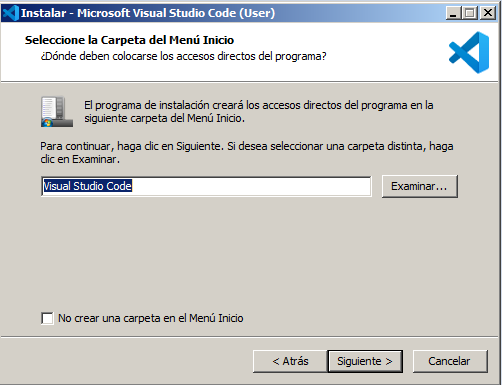 Instalar - Microsoft Visual Studio Code (User)
Seleccione la Carpeta del Menú Inicio
¿Dónde deben colocarse los accesos directos del programa?
El programa de instalación creará los accesos directos del programa en la
siguiente carpeta del Menú Inicio.
Para continuar, haga clic en Siguiente. Si desea seleccionar una carpeta distinta, haga
clic en Examinar.
Visual Studio Code
Examinar...
No crear una carpeta en el Menú Inicio
< Atrás
Siguiente >
Cancelar